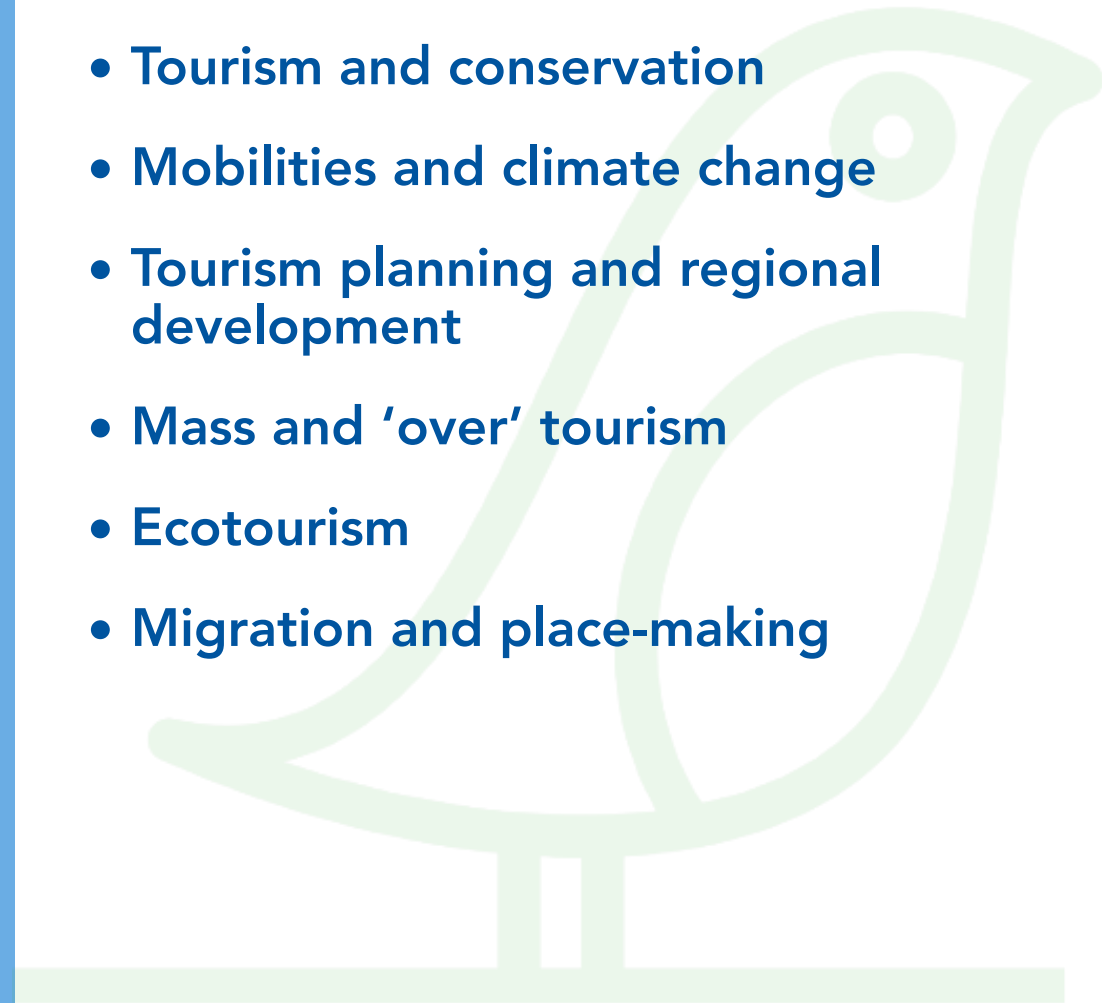 • Tourism and conservation
• Mobilities and climate change
• Tourism planning and regional
development
• Mass and ‘over’ tourism
• Ecotourism
• Migration and place-making